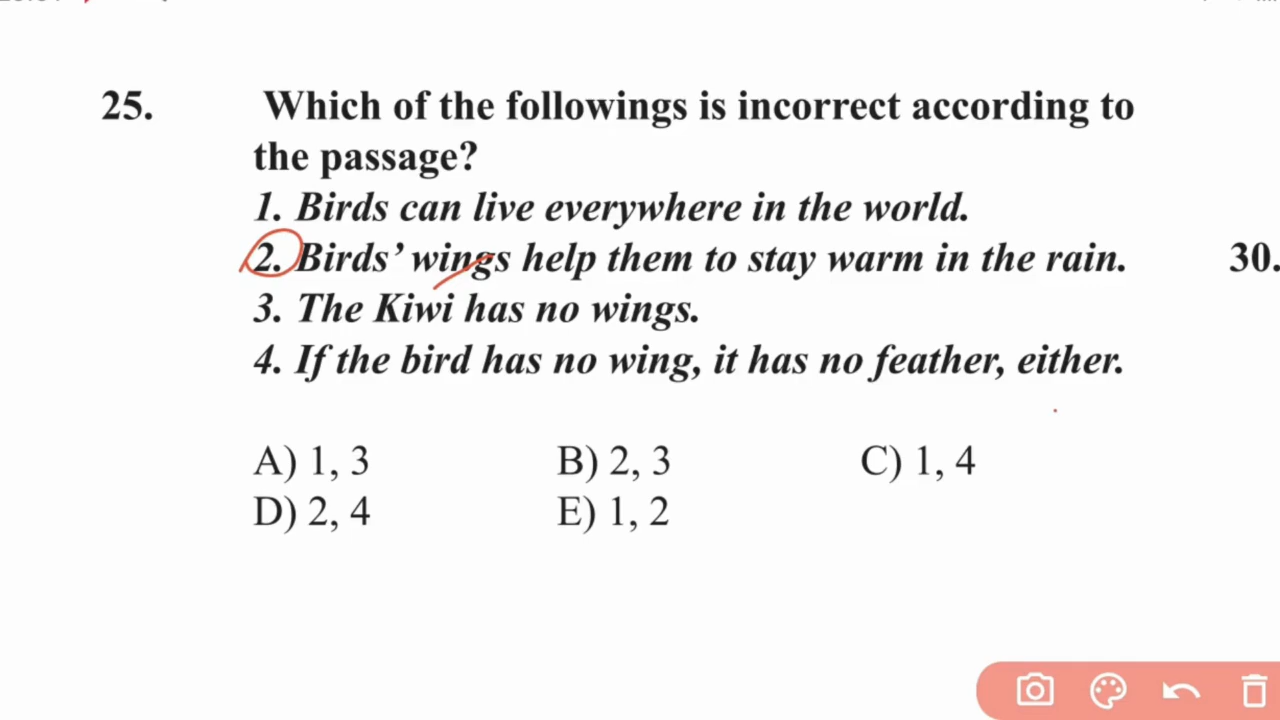 25. Which of the followings is incorrect according to
the passage?
1. Birds can live everywhere in the world.
2. Birds' wings help them to stay warm in the rain.
30.
3. The Kiwi has no wings.
4. If the bird has no wing, it has no feather, either.
A) 1, 3 B) 2, 3 C) 1, 4
D) 2, 4 E) 1, 2